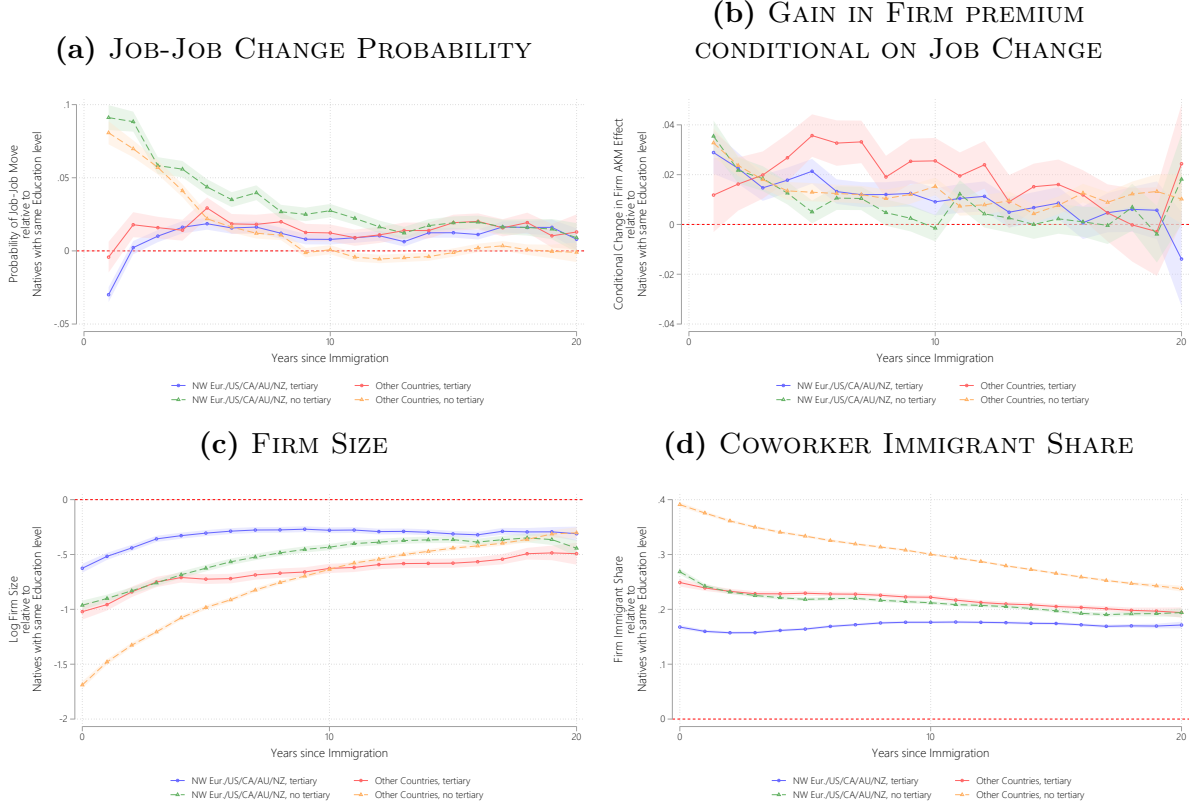 (a) Job-Job Change Probability
Probability of Job-Job Move
relative to
Natives with same Education level
.1
.05
0
-.05
0
10
20
Years since Immigration
NW Eur./US/CA/AU/NZ, tertiary
Other Countries, tertiary
NW Eur./US/CA/AU/NZ, no tertiary
Other Countries, no tertiary
(b) Gain in Firm premium
conditional on Job Change
Conditional Change in Firm AKM Effect
relative to
Natives with same Education level
.04
.02
0
-.02
-.04
0
10
20
Years since Immigration
NW Eur./US/CA/AU/NZ, tertiary
Other Countries, tertiary
NW Eur./US/CA/AU/NZ, no tertiary
Other Countries, no tertiary
(c) Firm Size
Log Firm Size
relative to
Natives with same Education level
0
-.5
-1
-1.5
-2
0
10
20
Years since Immigration
NW Eur./US/CA/AU/NZ, tertiary
Other Countries, tertiary
NW Eur./US/CA/AU/NZ, no tertiary
Other Countries, no tertiary
(d) Coworker Immigrant Share
Firm Immigrant Share
relative to
Natives with same Education level
.4
.3
.2
.1
0
0
10
20
Years since Immigration
NW Eur./US/CA/AU/NZ, tertiary
Other Countries, tertiary
NW Eur./US/CA/AU/NZ, no tertiary
Other Countries, no tertiary